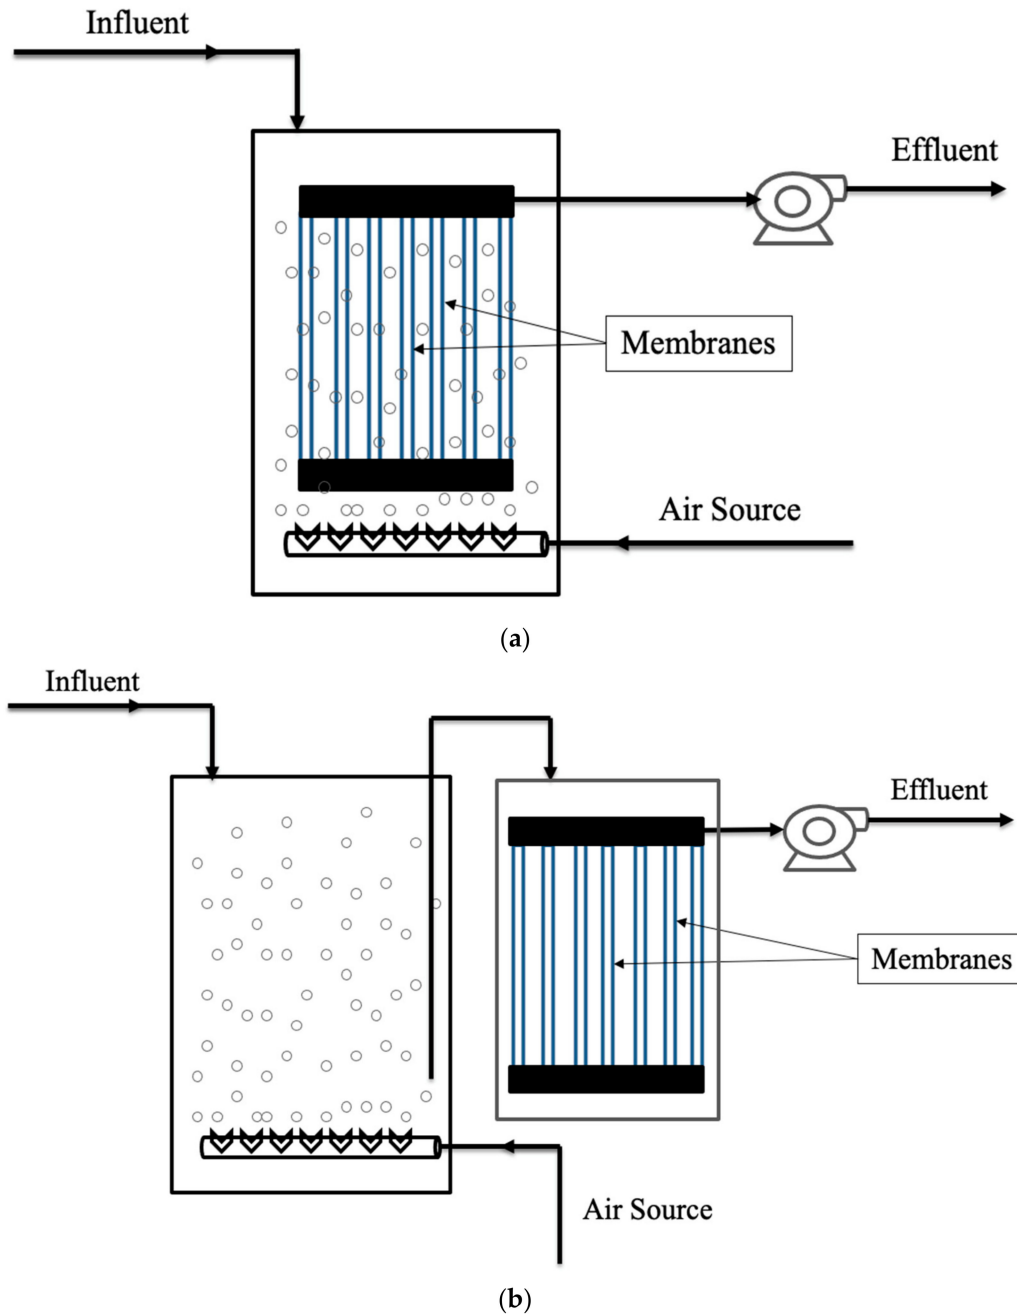 Influent
Effluent
Membranes
Air Source
(a)
Influent
Effluent
Membranes
Air Source
(b)